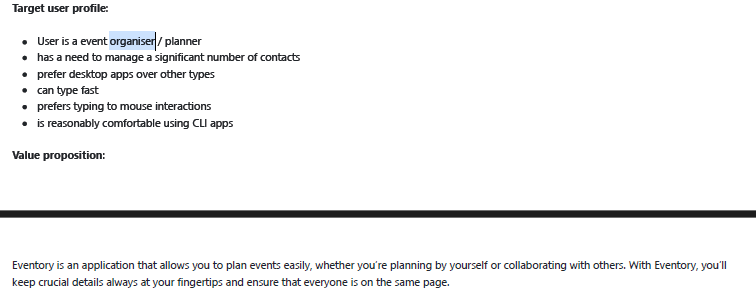 Target user profile:
• User is a event organiser / planner
• has a need to manage a significant number of contacts
• prefer desktop apps over other types
• can type fast
• prefers typing to mouse interactions
• is reasonably comfortable using CLI apps
Value proposition:
Eventory is an application that allows you to plan events easily, whether you're planning by yourself or collaborating with others. With Eventory, you'll
keep crucial details always at your fingertips and ensure that everyone is on the same page.